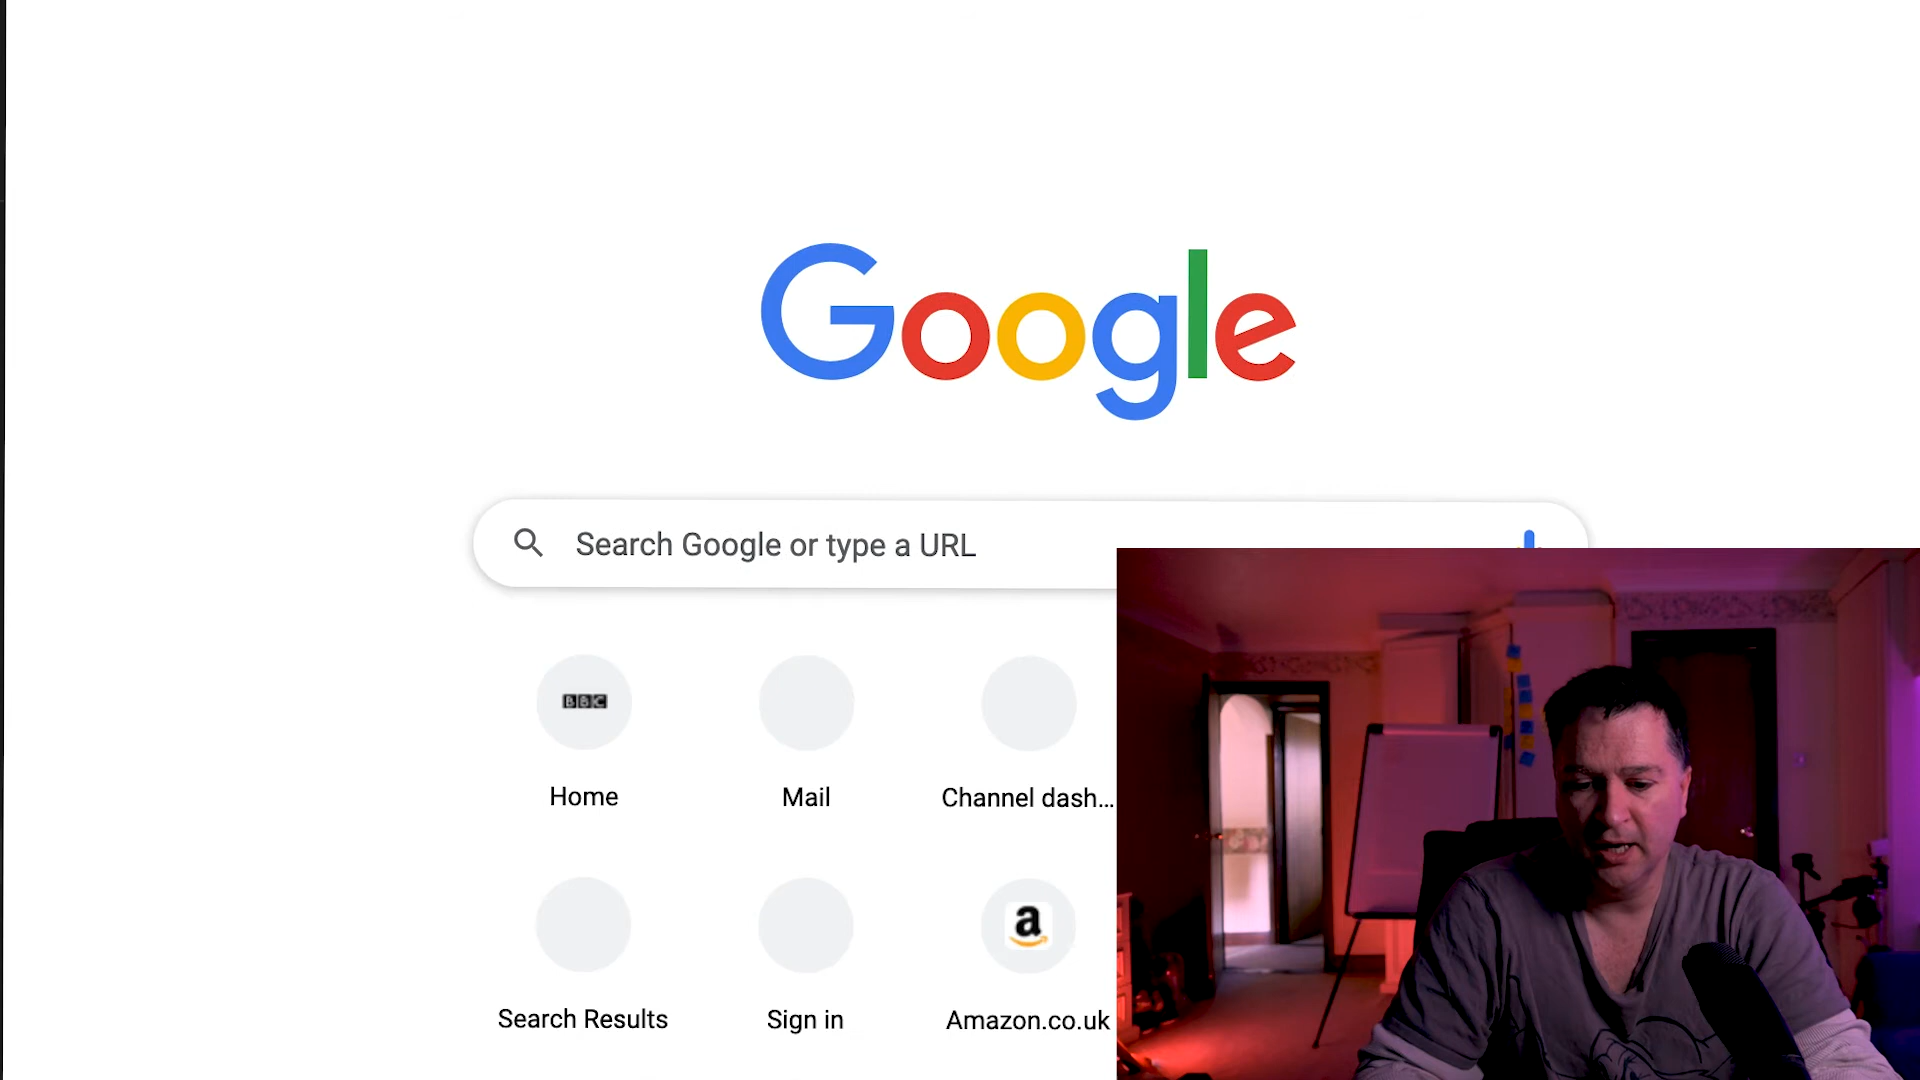 Google
Search Google or type a URL
BBC
Home
Mail
Channel dash...
a
Search Results
Sign in
Amazon.co.uk